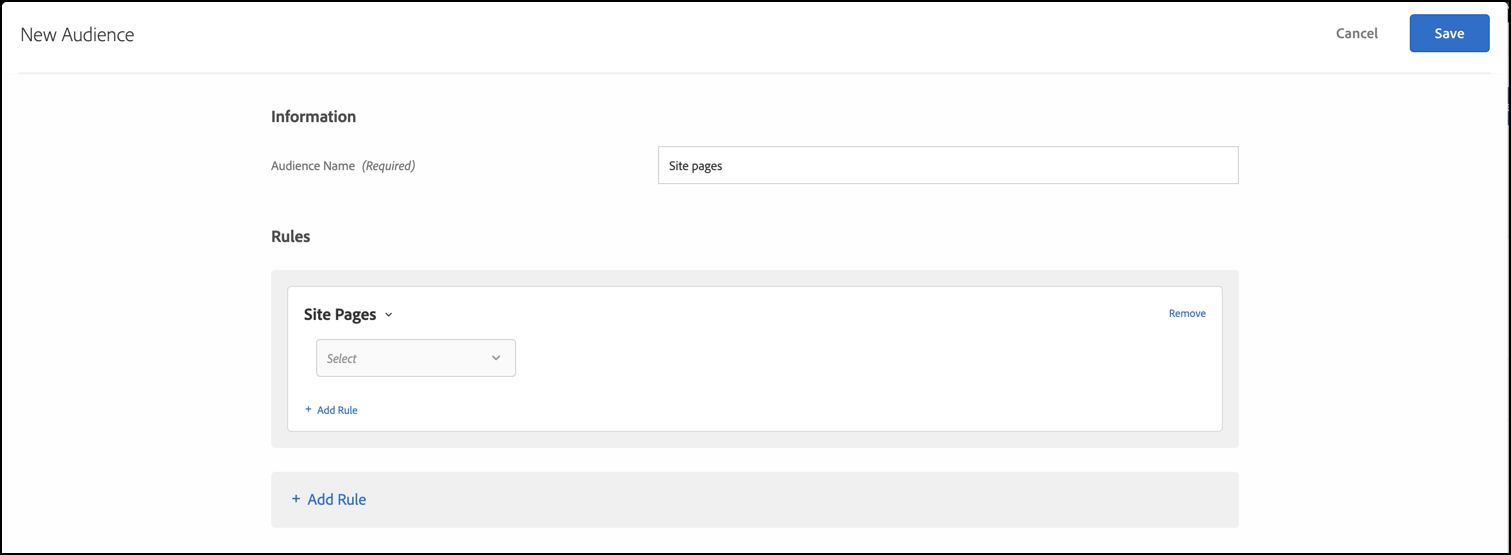 New Audience
Cancel
Save
Information
Audience Name (Required)
Site pages
Rules
Site Pages
Remove
Select
+ Add Rule
+ Add Rule